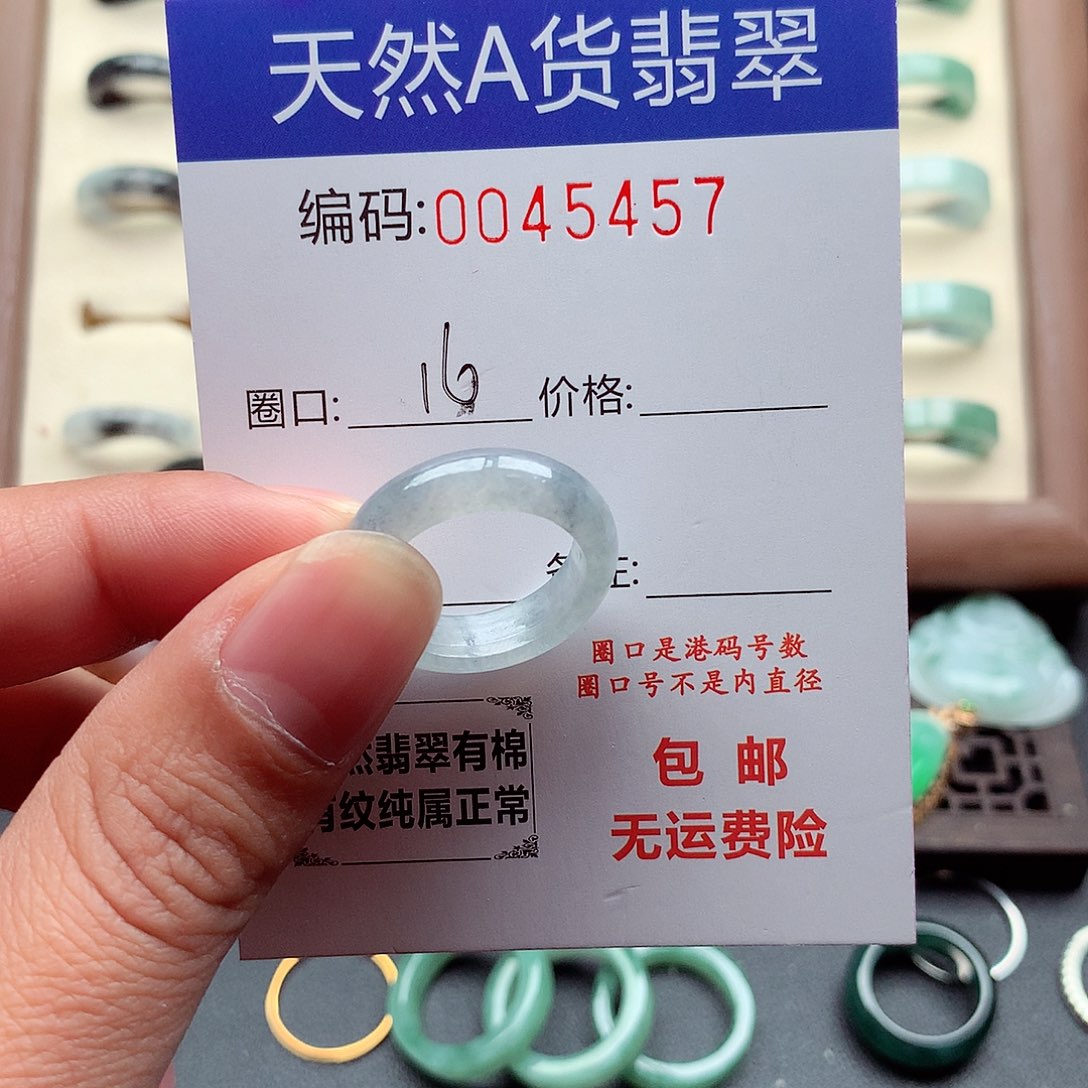 天然A货翡翠
编码:0045457
圈口: 16 价格:
圈口是港码号数
圈口号不是内直径
翡翠有棉
纹纯属正常
包邮
无运费险